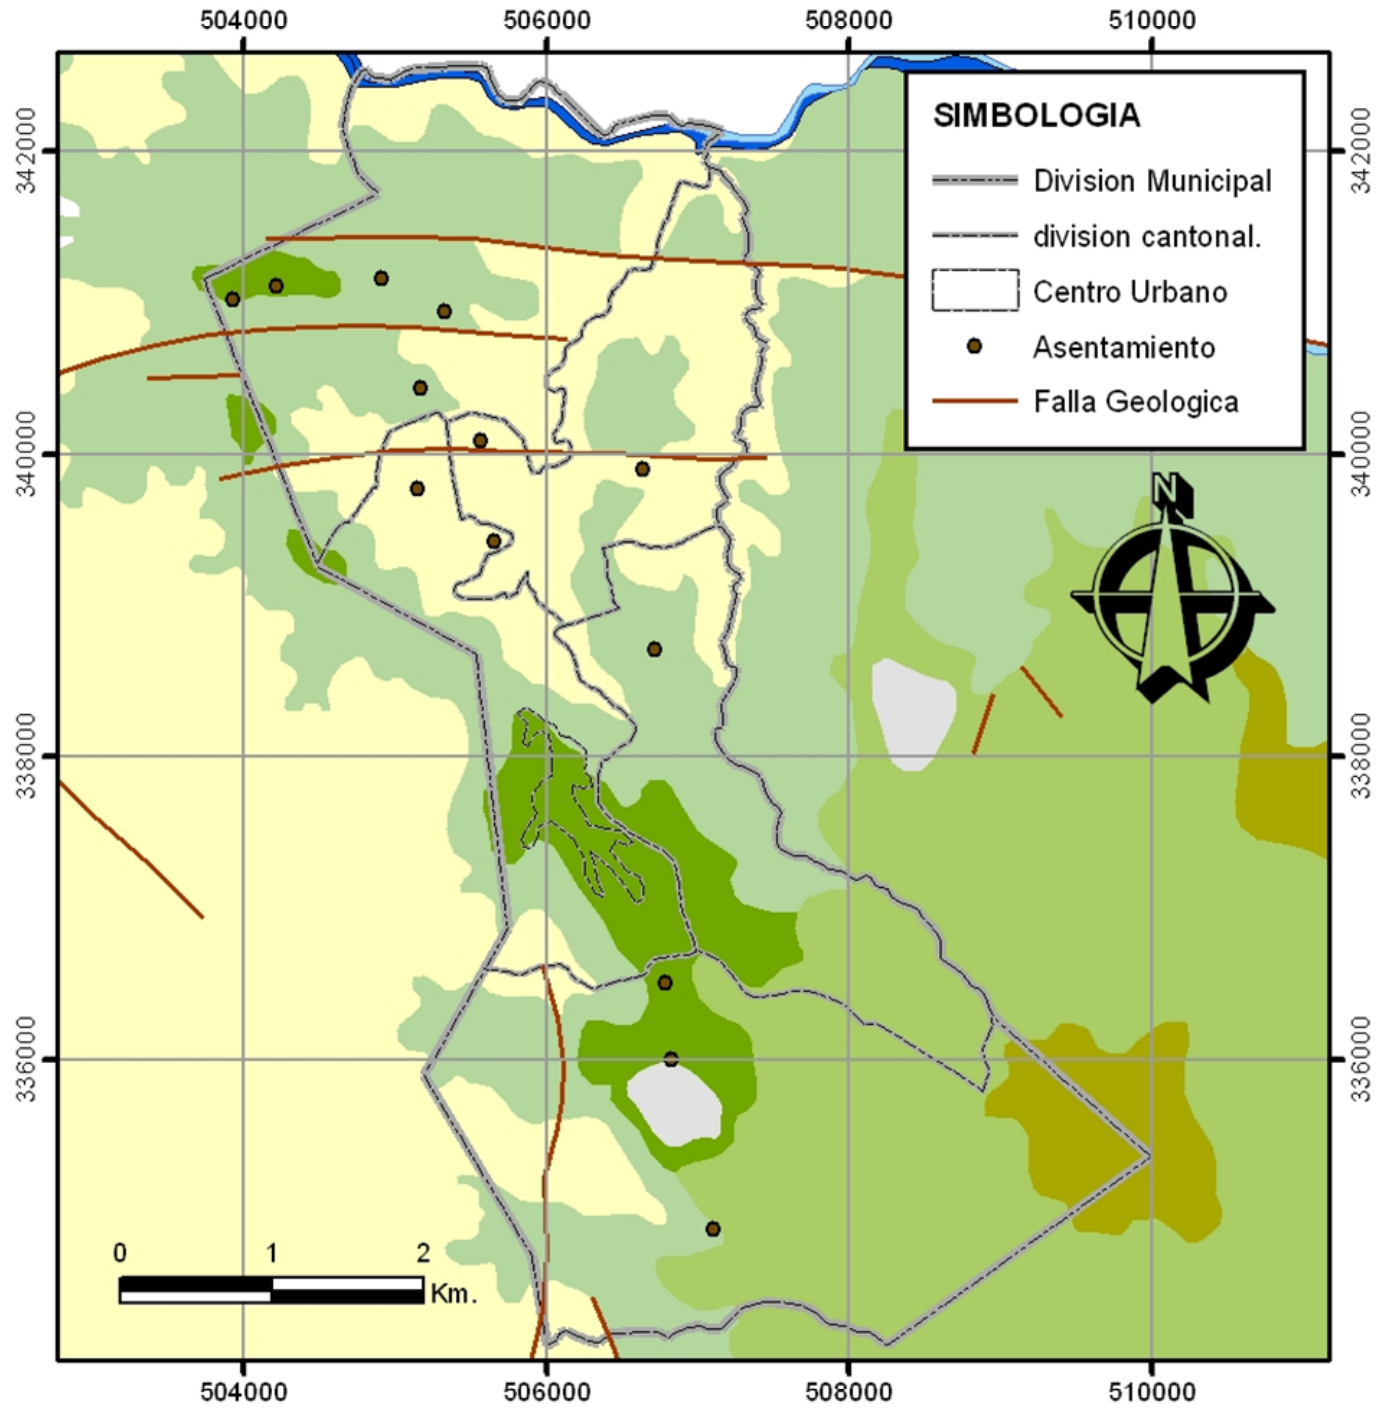 504000 506000 508000 510000
342000 342000
SIMBOLOGIA
Division Municipal
division cantonal.
Centro Urbano
Asentamiento
Falla Geologica
340000 340000
N
338000 338000
336000 336000
0 1 2
Km.
504000 506000 508000 510000